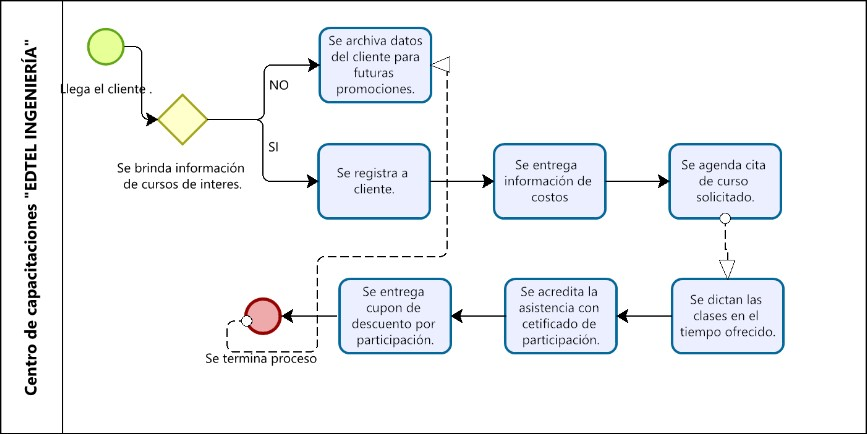 Centro de capacitaciones "EDTEL INGENIERÍA"
Llega el cliente .
Se brinda información
de cursos de interes.
NO
SI
Se archiva datos
del cliente para
futuras
promociones.
Se registra a
cliente.
Se entrega
información de
costos
Se agenda cita
de curso
solicitado.
Se dictan las
clases en el
tiempo ofrecido.
Se acredita la
asistencia con
cetificado de
participación.
Se entrega
cupon de
descuento por
participación.
Se termina proceso